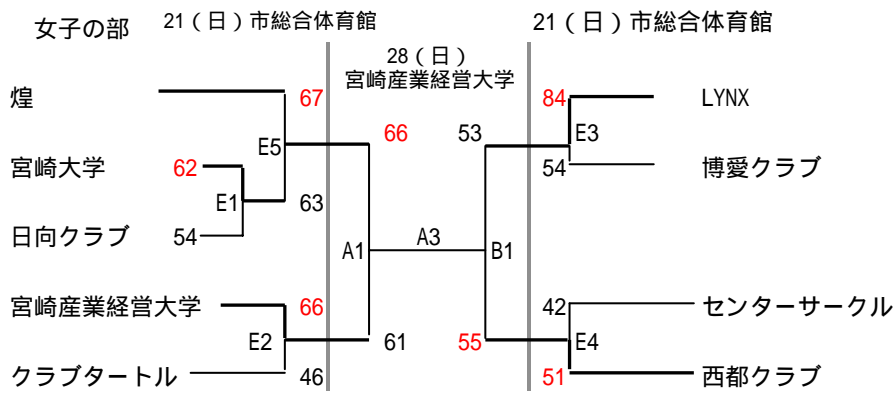 女子の部
21(日)市総合体育館
21(日)市総合体育館
28(日)
宮崎産業経営大学
煌
67
84
LYNX
66
53
E5
E3
宮崎大学
62
54
博愛クラブ
E1
63
日向クラブ
54
A1
A3
B1
宮崎産業経営大学
66
42
センターサークル
E2
61
55
E4
クラブタートル
46
51
西都クラブ